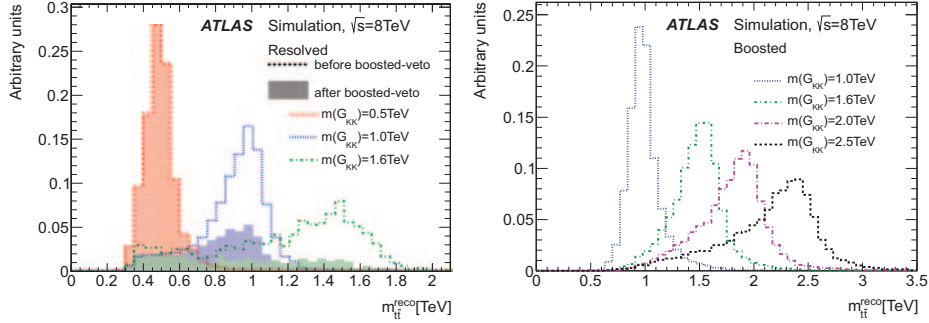 Arbitrary units
0.3
0.25
0.2
0.15
0.1
0.05
0
ATLAS Simulation, √s=8TeV
Resolved
before boosted-veto
after boosted-veto
m(G_KK)=0.5TeV
m(G_KK)=1.0TeV
m(G_KK)=1.6TeV
0 0.2 0.4 0.6 0.8 1 1.2 1.4 1.6 1.8 2
m_tt̄^reco[TeV]
Arbitrary units
0.25
0.2
0.15
0.1
0.05
0
ATLAS Simulation, √s=8TeV
Boosted
m(G_KK)=1.0TeV
m(G_KK)=1.6TeV
m(G_KK)=2.0TeV
m(G_KK)=2.5TeV
0 0.5 1 1.5 2 2.5 3 3.5
m_tt̄^reco[TeV]